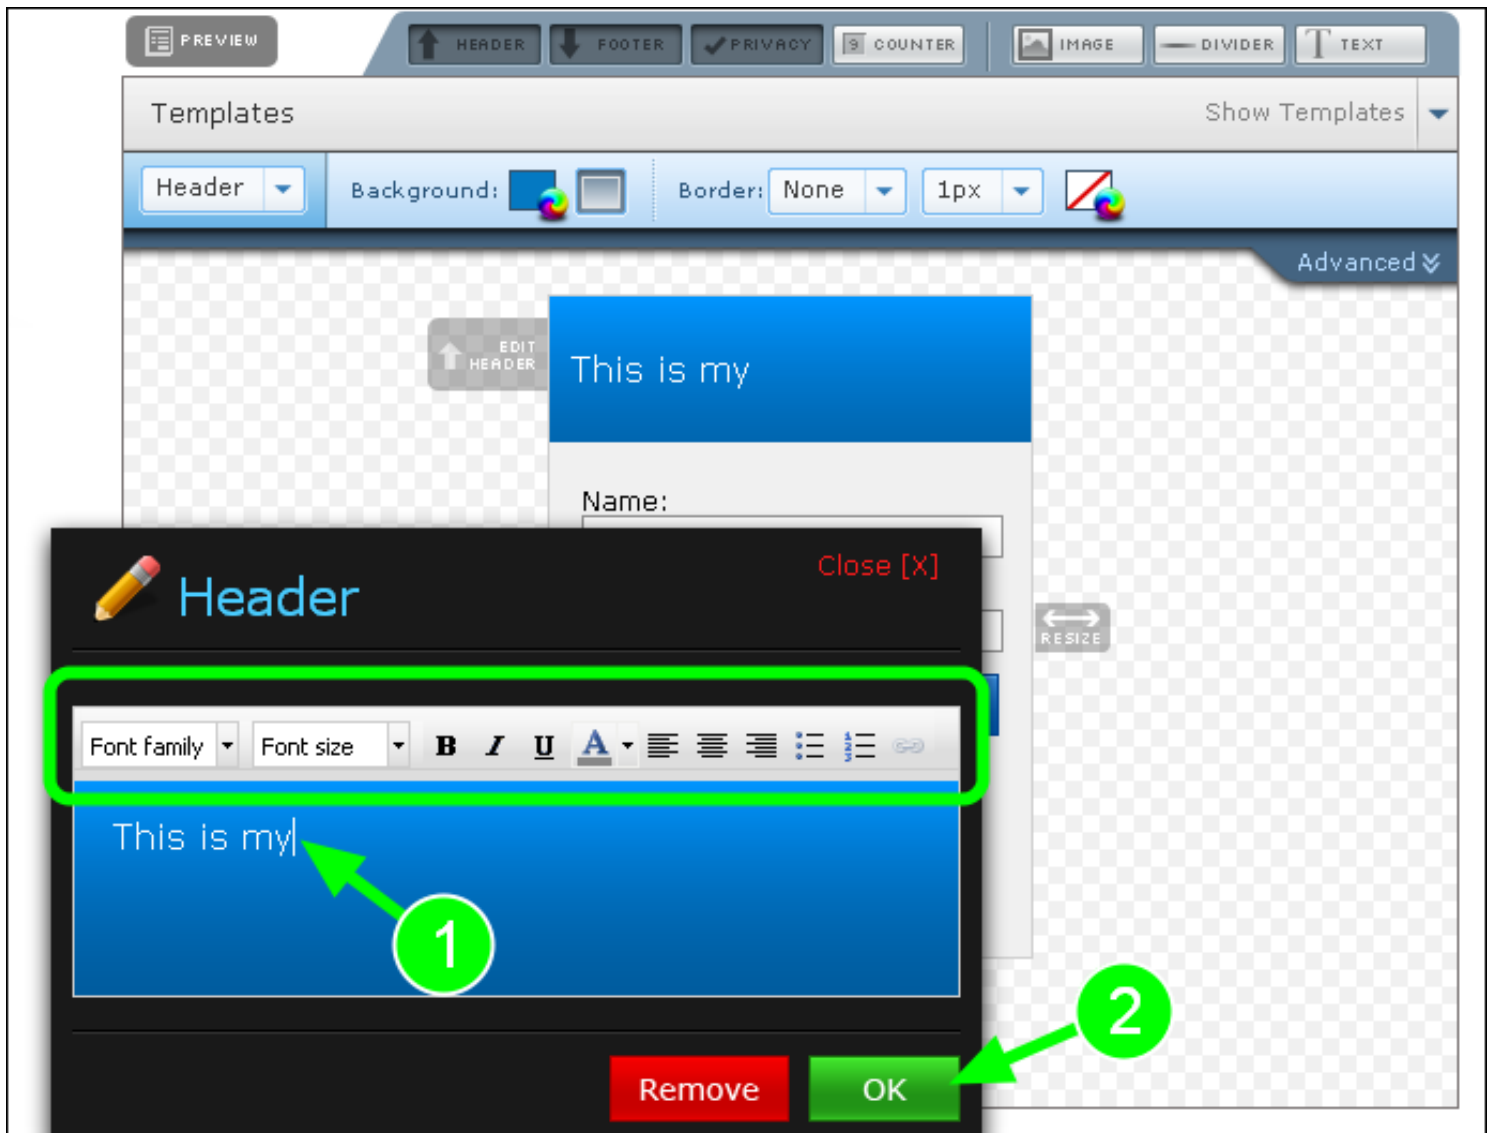 PREVIEW
HEADER FOOTER PRIVACY 9 COUNTER IMAGE DIVIDER T TEXT
Templates Show Templates
Header Background: Border: None 1px
Advanced
EDIT
HEADER
This is my
Name:
Close [X]
Header
RESIZE
Font family Font size B I U A
This is my
1
2
Remove OK